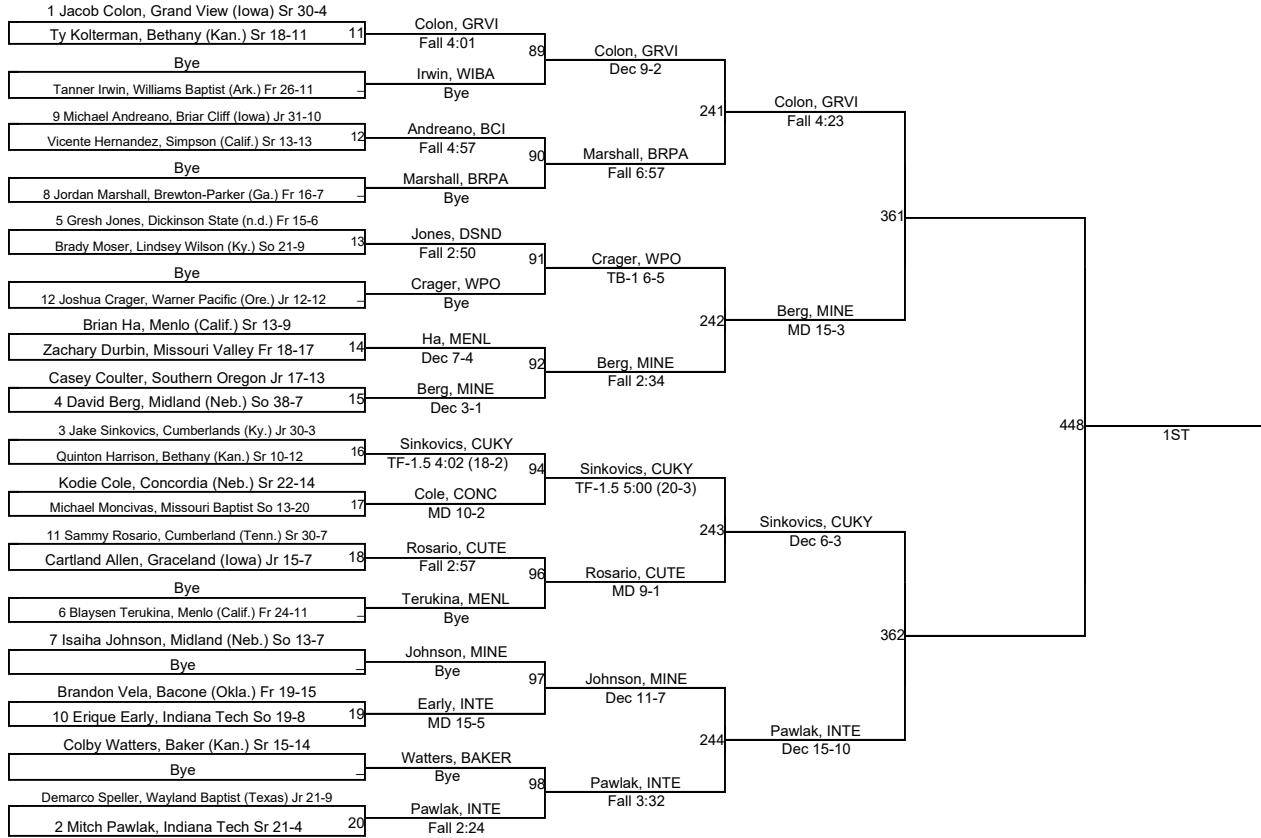 1 Jacob Colon, Grand View (Iowa) Sr 30-4
Ty Kolterman, Bethany (Kan.) Sr 18-11
11
Bye
Tanner Irwin, Williams Baptist (Ark.) Fr 26-11
_
9 Michael Andreano, Briar Cliff (Iowa) Jr 31-10
Vicente Hernandez, Simpson (Calif.) Sr 13-13
12
Bye
8 Jordan Marshall, Brewton-Parker (Ga.) Fr 16-7
_
5 Gresh Jones, Dickinson State (n.d.) Fr 15-6
Brady Moser, Lindsey Wilson (Ky.) So 21-9
13
Bye
12 Joshua Crager, Warner Pacific (Ore.) Jr 12-12
_
Brian Ha, Menlo (Calif.) Sr 13-9
Zachary Durbin, Missouri Valley Fr 18-17
14
Casey Coulter, Southern Oregon Jr 17-13
4 David Berg, Midland (Neb.) So 38-7
15
3 Jake Sinkovics, Cumberlands (Ky.) Jr 30-3
Quinton Harrison, Bethany (Kan.) Sr 10-12
16
Kodie Cole, Concordia (Neb.) Sr 22-14
Michael Moncivas, Missouri Baptist So 13-20
17
11 Sammy Rosario, Cumberland (Tenn.) Sr 30-7
Cartland Allen, Graceland (Iowa) Jr 15-7
18
Bye
6 Blaysen Terukina, Menlo (Calif.) Fr 24-11
_
7 Isaiha Johnson, Midland (Neb.) So 13-7
Bye
_
Brandon Vela, Bacone (Okla.) Fr 19-15
10 Erique Early, Indiana Tech So 19-8
19
Colby Watters, Baker (Kan.) Sr 15-14
Bye
_
Demarco Speller, Wayland Baptist (Texas) Jr 21-9
2 Mitch Pawlak, Indiana Tech Sr 21-4
20
Colon, GRVI
Fall 4:01
89
Irwin, WIBA
Bye
Andreano, BCI
Fall 4:57
90
Marshall, BRPA
Bye
Jones, DSND
Fall 2:50
91
Crager, WPO
Bye
Ha, MENL
Dec 7-4
92
Berg, MINE
Dec 3-1
Sinkovics, CUKY
TF-1.5 4:02 (18-2)
94
Cole, CONC
MD 10-2
Rosario, CUTE
Fall 2:57
96
Terukina, MENL
Bye
Johnson, MINE
Bye
97
Early, INTE
MD 15-5
Watters, BAKER
Bye
98
Pawlak, INTE
Fall 2:24
Colon, GRVI
Dec 9-2
241
Marshall, BRPA
Fall 6:57
Crager, WPO
TB-1 6-5
242
Berg, MINE
Fall 2:34
Sinkovics, CUKY
TF-1.5 5:00 (20-3)
243
Rosario, CUTE
MD 9-1
Johnson, MINE
Dec 11-7
244
Pawlak, INTE
Fall 3:32
Colon, GRVI
Fall 4:23
361
Berg, MINE
MD 15-3
Sinkovics, CUKY
Dec 6-3
362
Pawlak, INTE
Dec 15-10
448
1ST